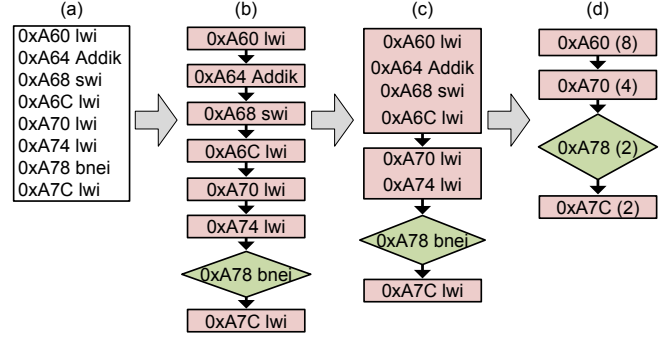 (a)
0xA60 lwi
0xA64 Addik
0xA68 swi
0xA6C lwi
0xA70 lwi
0xA74 lwi
0xA78 bnei
0xA7C lwi
(b)
0xA60 lwi
0xA64 Addik
0xA68 swi
0xA6C lwi
0xA70 lwi
0xA74 lwi
0xA78 bnei
0xA7C lwi
(c)
0xA60 lwi
0xA64 Addik
0xA68 swi
0xA6C lwi
0xA70 lwi
0xA74 lwi
0xA78 bnei
0xA7C lwi
(d)
0xA60 (8)
0xA70 (4)
0xA78 (2)
0xA7C (2)